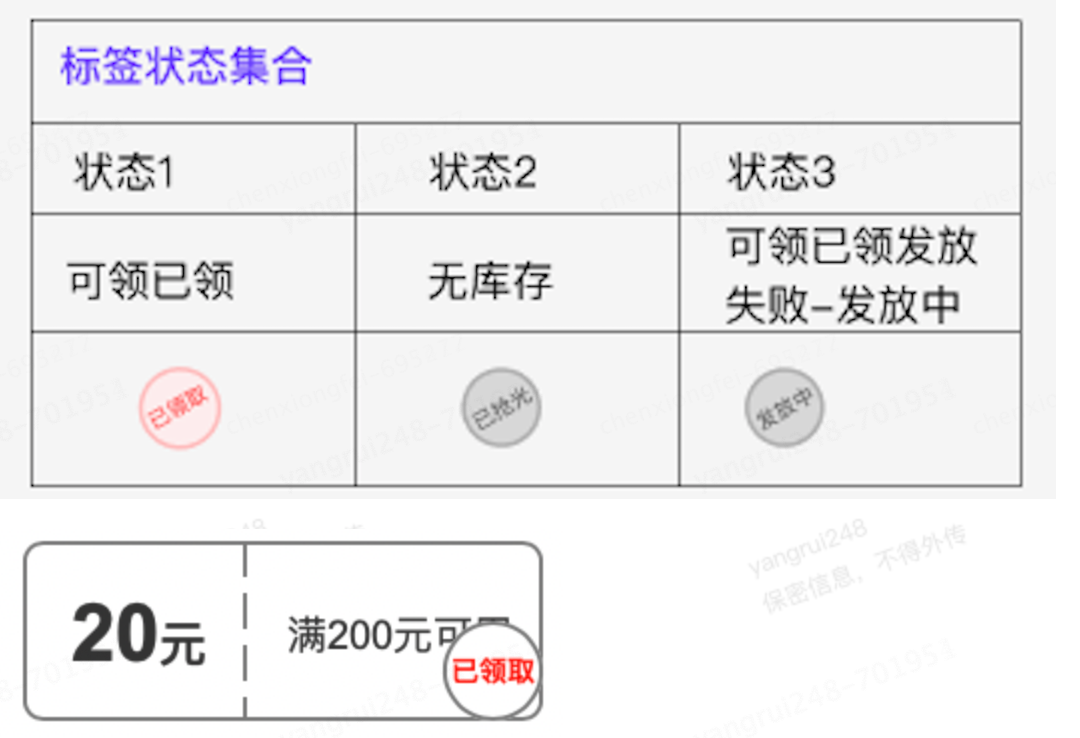 标签状态集合
状态1
状态2
状态3
可领已领
无库存
可领已领发放
失败-发放中
已领取
已抢光
发放中
yangrui248
保密信息，不得外传
20元
满200元可用
已领取
chenxiongfei-695477
yangrui248-701951